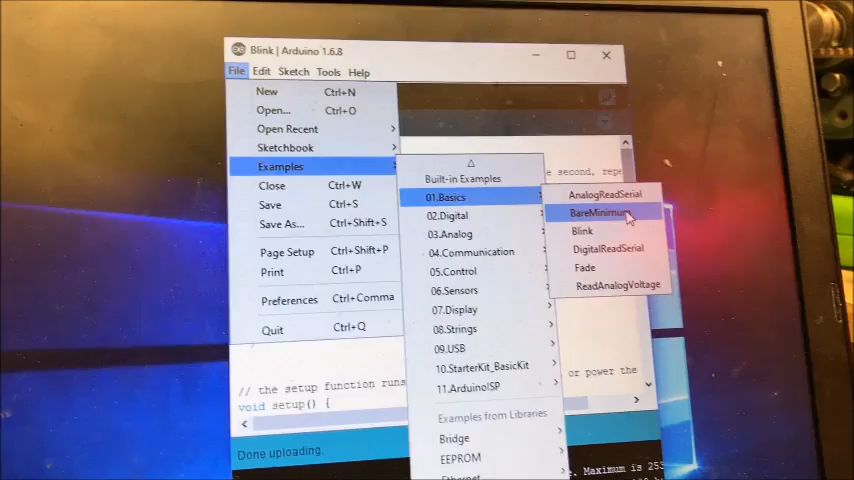 Blink | Arduino 1.6.8
File Edit Sketch Tools Help
New Ctrl+N
Open... Ctrl+O
Open Recent
Sketchbook
Examples
Close Ctrl+W
Save Ctrl+S
Save As... Ctrl+Shift+S
Page Setup Ctrl+Shift+P
Print Ctrl+P
Preferences Ctrl+Comma
Quit Ctrl+Q
Built-in Examples
01.Basics
02.Digital
03.Analog
04.Communication
05.Control
06.Sensors
07.Display
08.Strings
09.USB
10.StarterKit_BasicKit
11.ArduinoISP
Examples from Libraries
Bridge
EEPROM
Ethernet
AnalogReadSerial
BareMinimum
Blink
DigitalReadSerial
Fade
ReadAnalogVoltage
e second, repe
// the setup function runs
or power the
void setup() {
Done uploading.
e. Maximum is 253